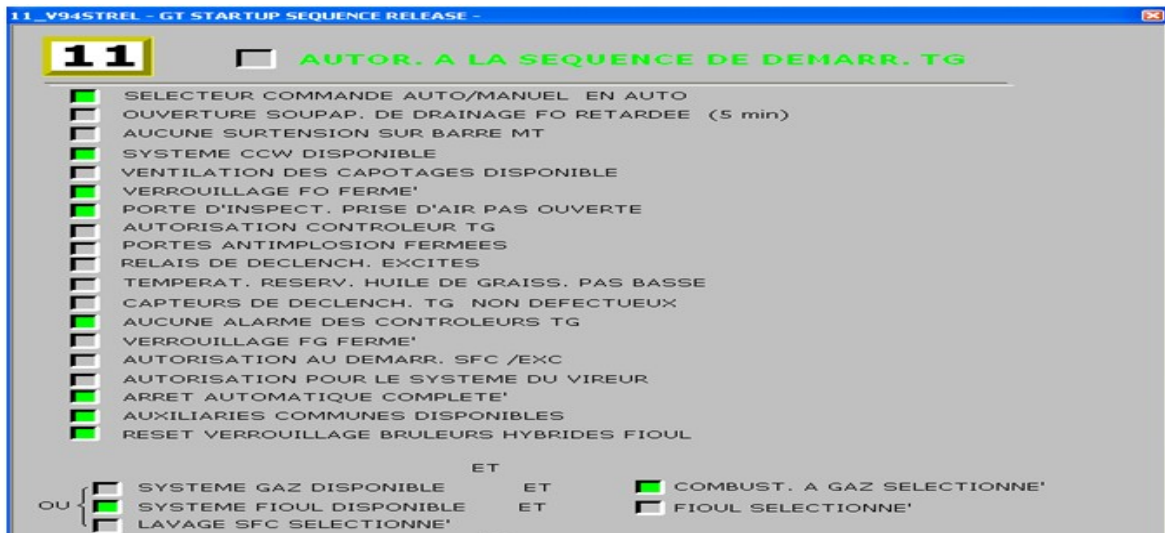 11_V94STREL - GT STARTUP SEQUENCE RELEASE -
11 AUTOR. A LA SEQUENCE DE DEMARR. TG
SELECTEUR COMMANDE AUTO/MANUEL EN AUTO
OUVERTURE SOUPAP. DE DRAINAGE FO RETARDEE (5 min)
AUCUNE SURTENSION SUR BARRE MT
SYSTEME CCW DISPONIBLE
VENTILATION DES CAPOTAGES DISPONIBLE
VERROUILLAGE FO FERME'
PORTE D'INSPECT. PRISE D'AIR PAS OUVERTE
AUTORISATION CONTROLEUR TG
PORTES ANTIMPLOSION FERMEES
RELAIS DE DECLENCH. EXCITES
TEMPERAT. RESERV. HUILE DE GRAISS. PAS BASSE
CAPTEURS DE DECLENCH. TG NON DEFECTUEUX
AUCUNE ALARME DES CONTROLEURS TG
VERROUILLAGE FG FERME'
AUTORISATION AU DEMARR. SFC /EXC
AUTORISATION POUR LE SYSTEME DU VIREUR
ARRET AUTOMATIQUE COMPLETE'
AUXILIARIES COMMUNES DISPONIBLES
RESET VERROUILLAGE BRULEURS HYBRIDES FIOUL
ET
SYSTEME GAZ DISPONIBLE ET COMBUST. A GAZ SELECTIONNE'
OU SYSTEME FIOUL DISPONIBLE ET FIOUL SELECTIONNE'
LAVAGE SFC SELECTIONNE'